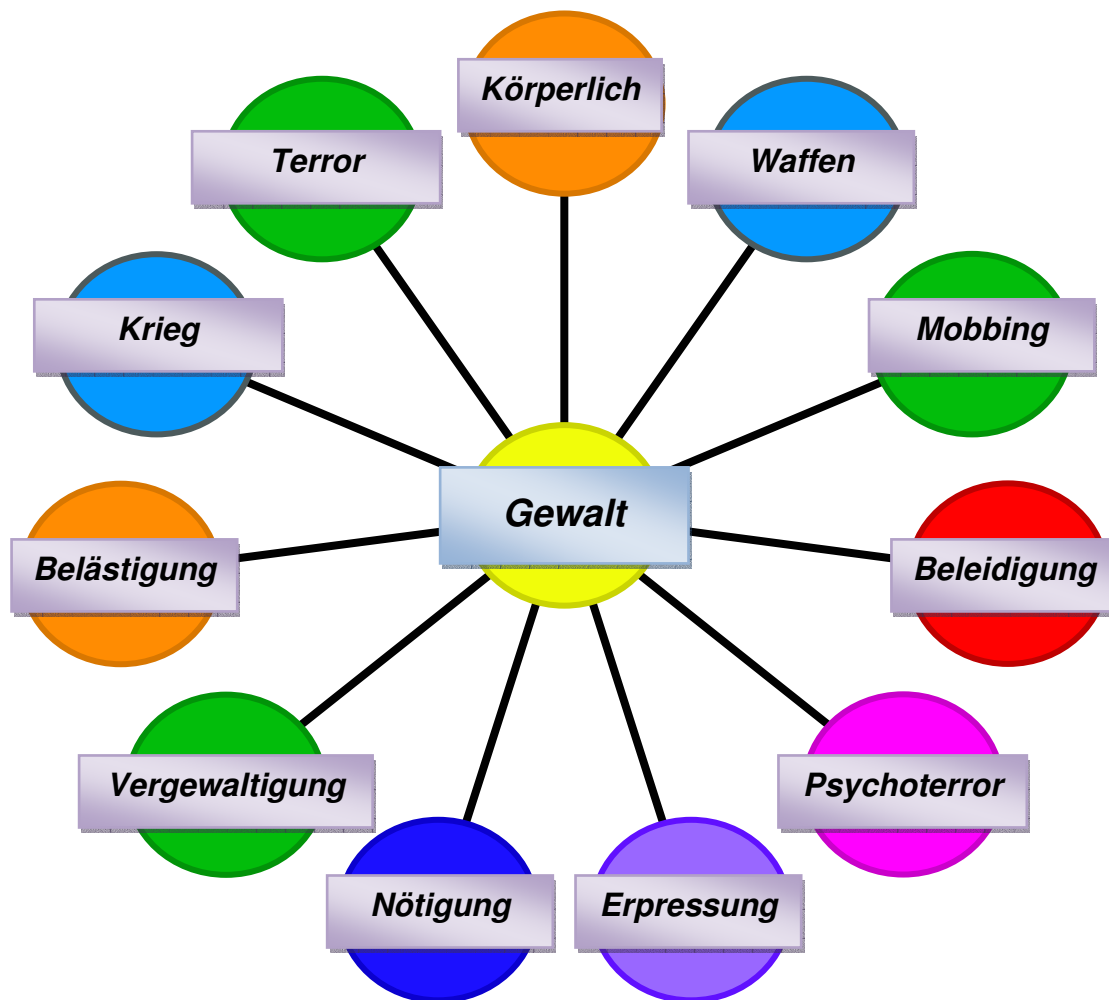 Körperlich
Terror
Waffen
Krieg
Mobbing
Gewalt
Belästigung
Beleidigung
Vergewaltigung
Psychoterror
Nötigung
Erpressung